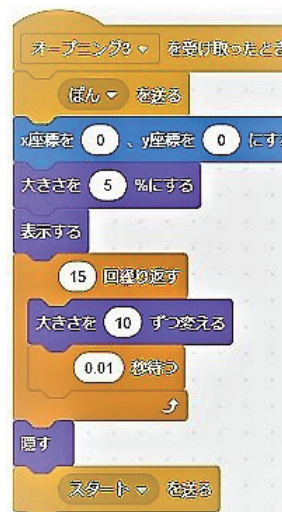 オープニング3 を受け取ったとき
ぽん を送る
x座標を 0 、y座標を 0 にする
大きさを 5 %にする
表示する
15 回繰り返す
大きさを 10 ずつ変える
0.01 秒待つ
隠す
スタート を送る